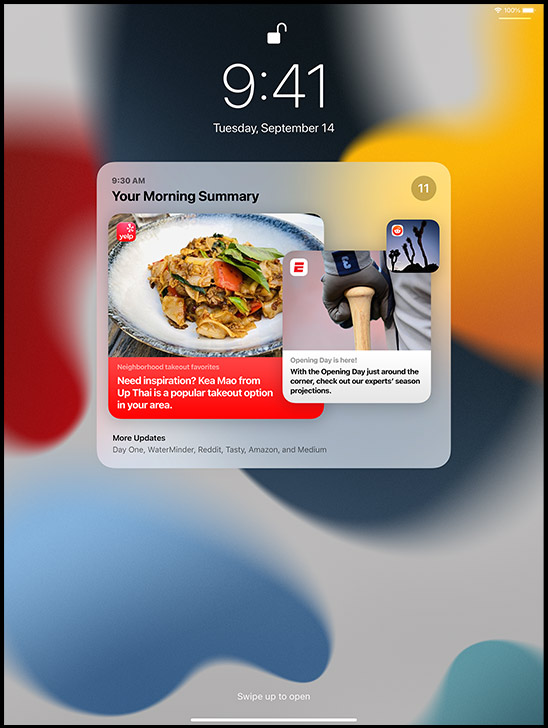 100%
9:41
Tuesday, September 14
9:30 AM
Your Morning Summary
11
yelp
Neighborhood takeout favorites
Need inspiration? Kea Mao from
Up Thai is a popular takeout option
in your area.
3
E
Opening Day is here!
With the Opening Day just around the
corner, check out our experts' season
projections.
More Updates
Day One, WaterMinder, Reddit, Tasty, Amazon, and Medium
Swipe up to open